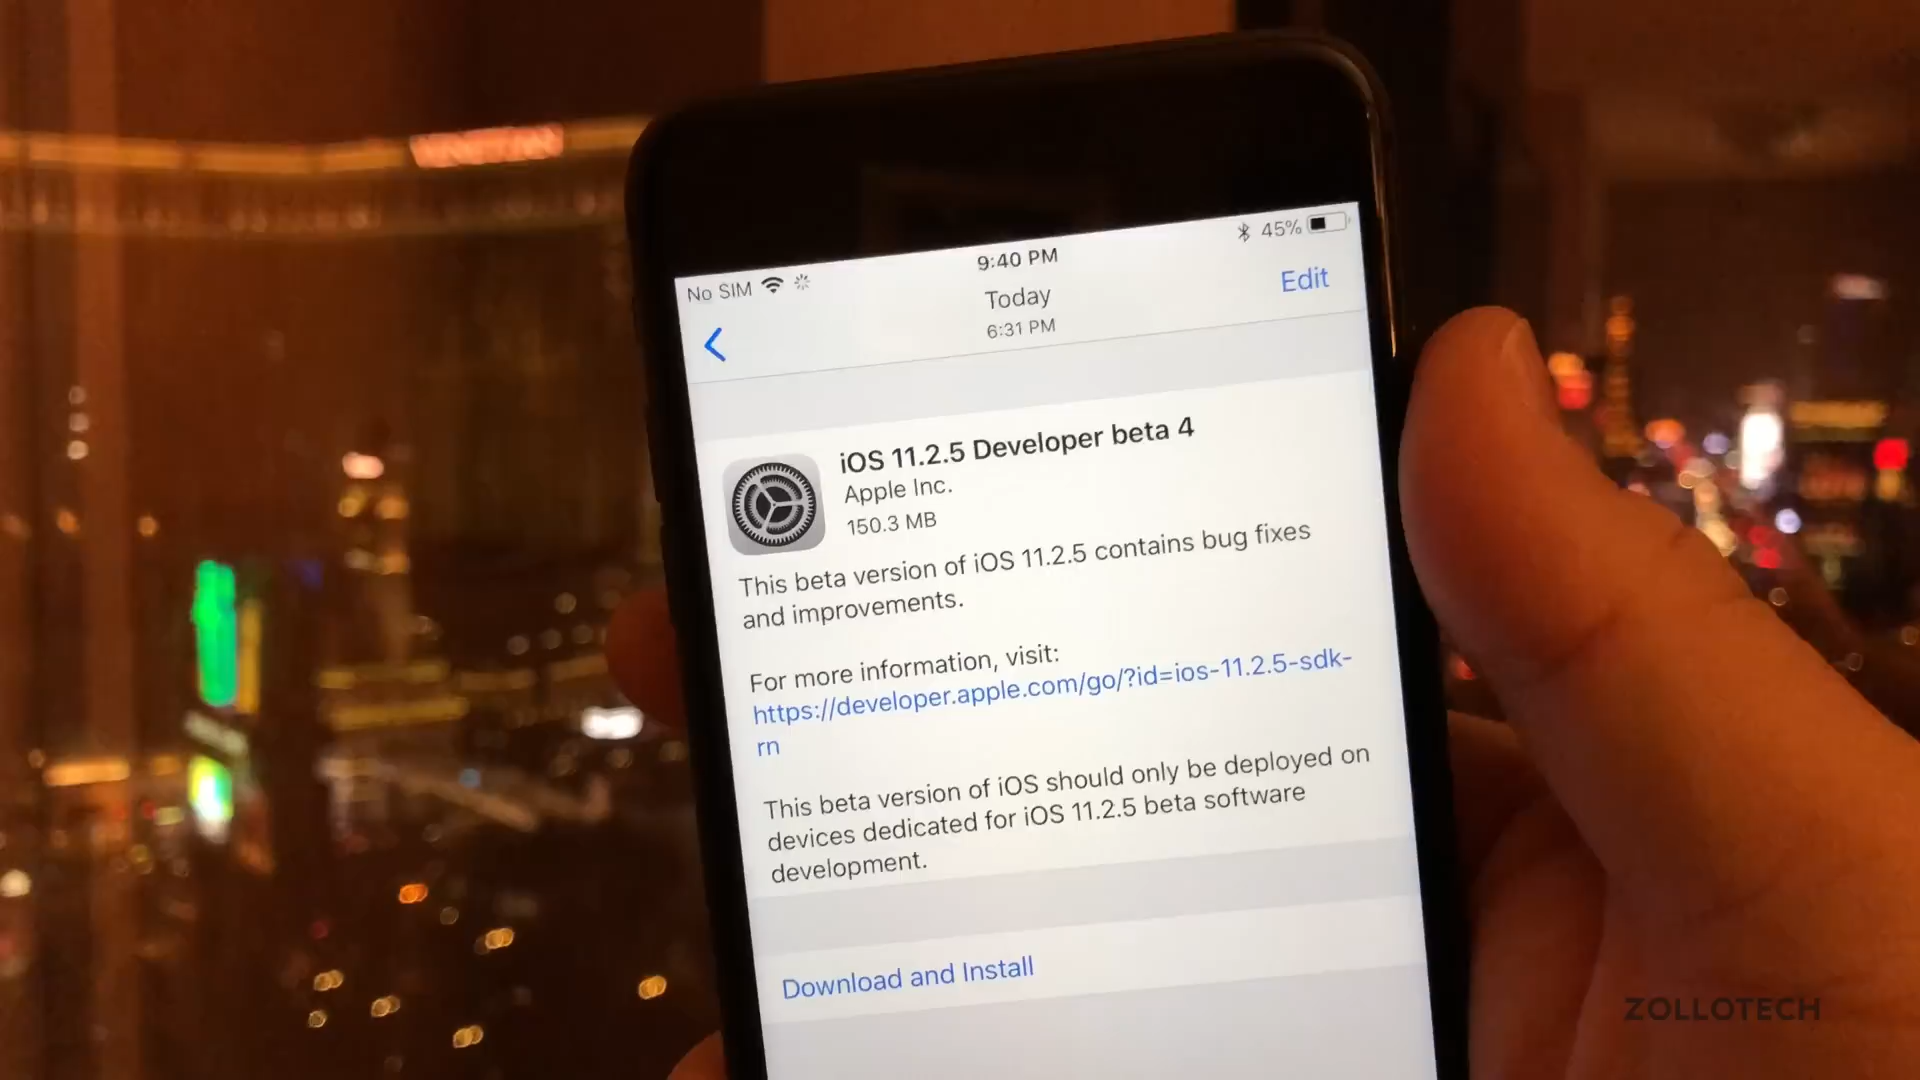 No SIM
9:40 PM
45%
Today
6:31 PM
Edit
iOS 11.2.5 Developer beta 4
Apple Inc.
150.3 MB
This beta version of iOS 11.2.5 contains bug fixes
and improvements.
For more information, visit:
https://developer.apple.com/go/?id=ios-11.2.5-sdk-
rn
This beta version of iOS should only be deployed on
devices dedicated for iOS 11.2.5 beta software
development.
Download and Install
ZOLLOTECH